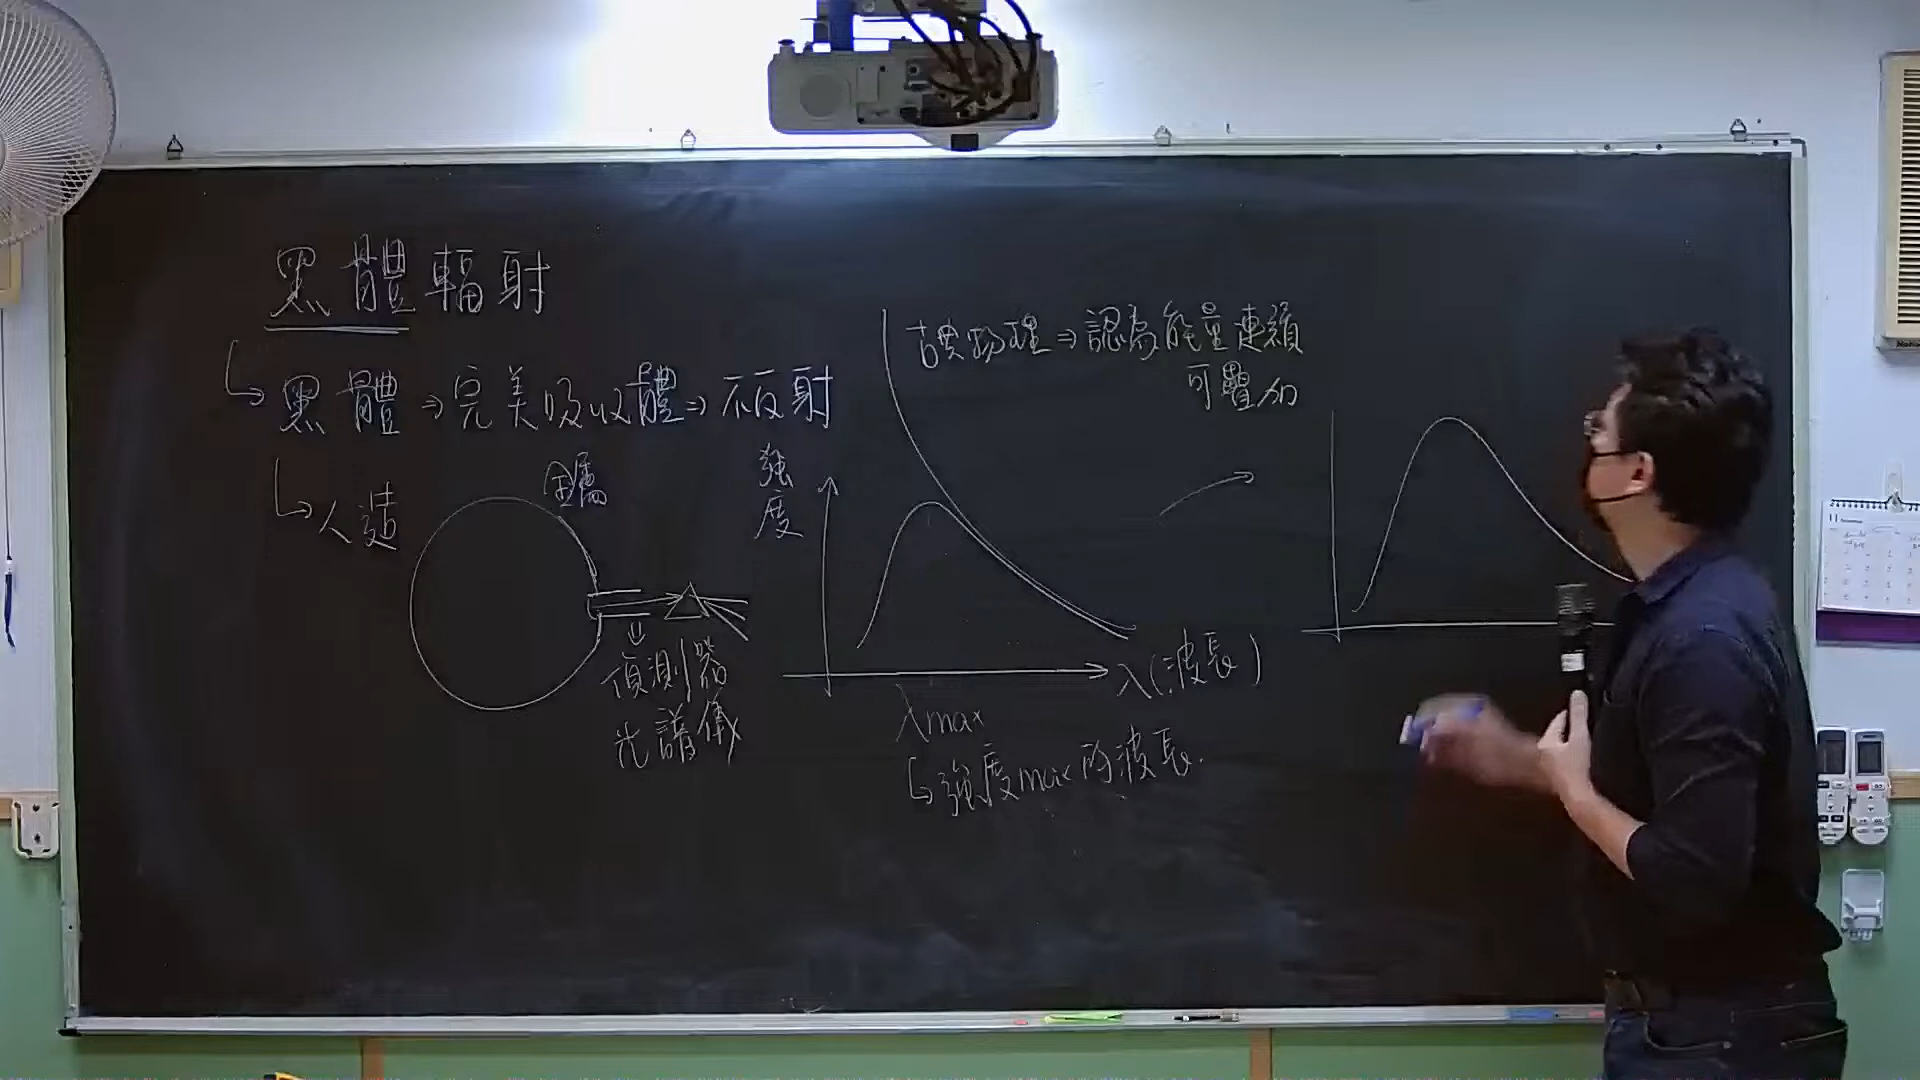 黑體輻射
黑體⇒完美吸收體⇒不反射
人造
金屬
偵測器
光譜儀
強度
古典物理⇒認為能量連續
可疊加
λ(波長)
λmax
強度max的波長.